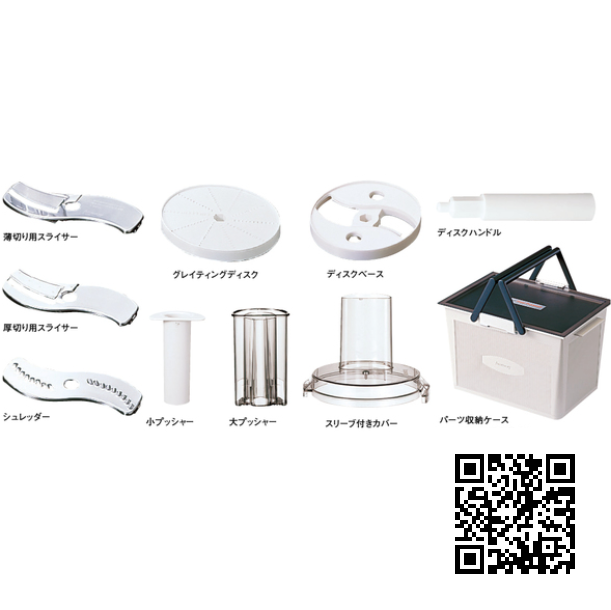 薄切り用スライサー
グレイティングディスク
ディスクベース
ディスクハンドル
厚切り用スライサー
シュレッダー
小プッシャー
大プッシャー
スリーブ付きカバー
パーツ収納ケース